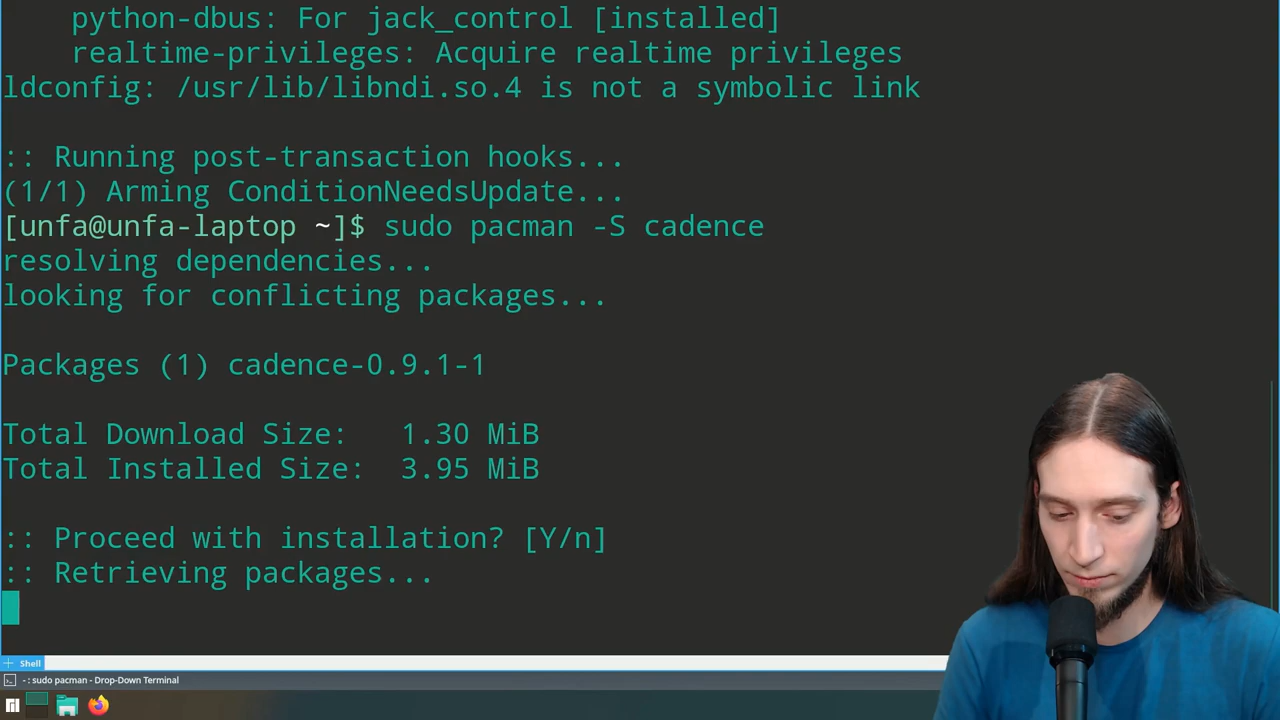 python-dbus: For jack_control [installed]
realtime-privileges: Acquire realtime privileges
ldconfig: /usr/lib/libndi.so.4 is not a symbolic link
:: Running post-transaction hooks...
(1/1) Arming ConditionNeedsUpdate...
[unfa@unfa-laptop ~]$ sudo pacman -S cadence
resolving dependencies...
looking for conflicting packages...
Packages (1) cadence-0.9.1-1
Total Download Size:   1.30 MiB
Total Installed Size:  3.95 MiB
:: Proceed with installation? [Y/n]
:: Retrieving packages...
Shell
~ : sudo pacman - Drop-Down Terminal